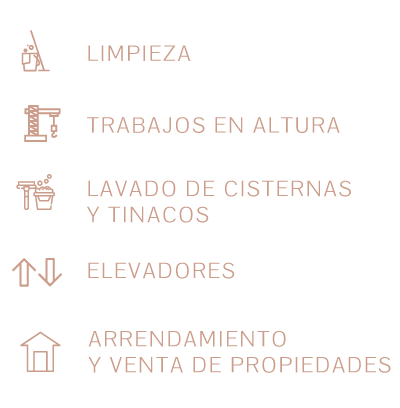 LIMPIEZA
TRABAJOS EN ALTURA
LAVADO DE CISTERNAS
Y TINACOS
ELEVADORES
ARRENDAMIENTO
Y VENTA DE PROPIEDADES